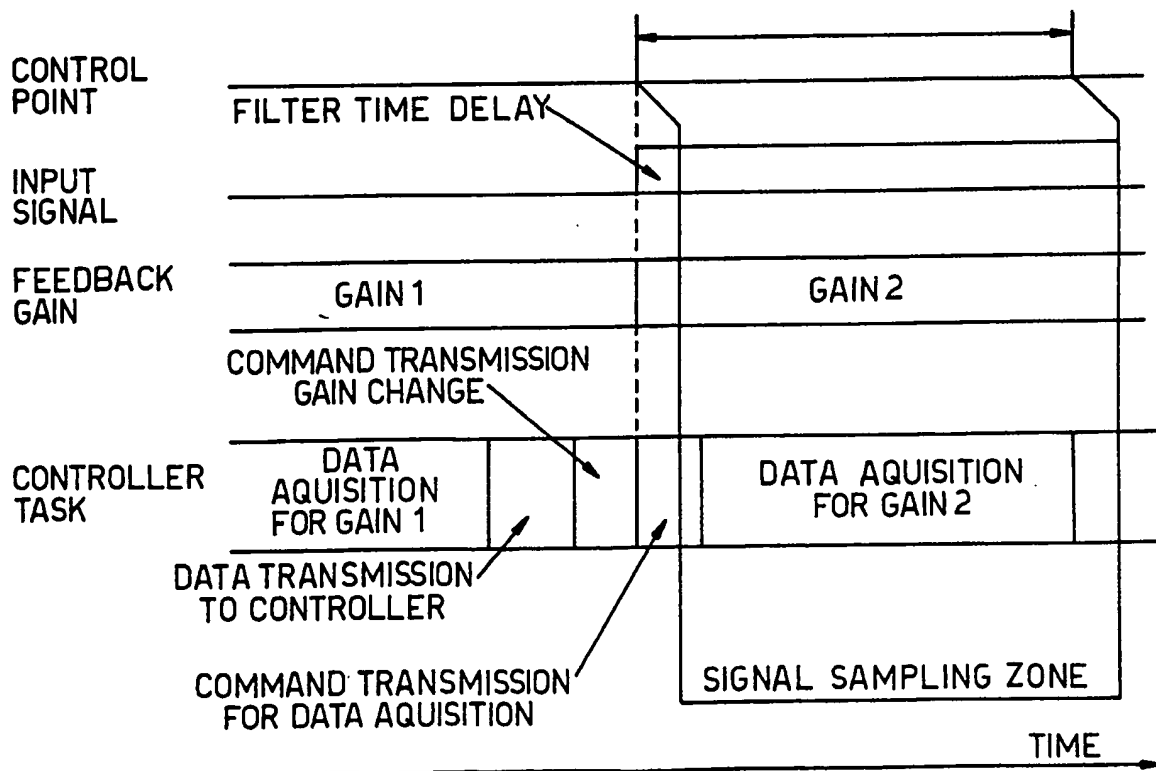 CONTROL
POINT
FILTER TIME DELAY
INPUT
SIGNAL
FEEDBACK
GAIN
GAIN 1
GAIN 2
COMMAND TRANSMISSION
GAIN CHANGE
CONTROLLER
TASK
DATA
AQUISITION
FOR GAIN 1
DATA AQUISITION
FOR GAIN 2
DATA TRANSMISSION
TO CONTROLLER
COMMAND TRANSMISSION
FOR DATA AQUISITION
SIGNAL SAMPLING ZONE
TIME